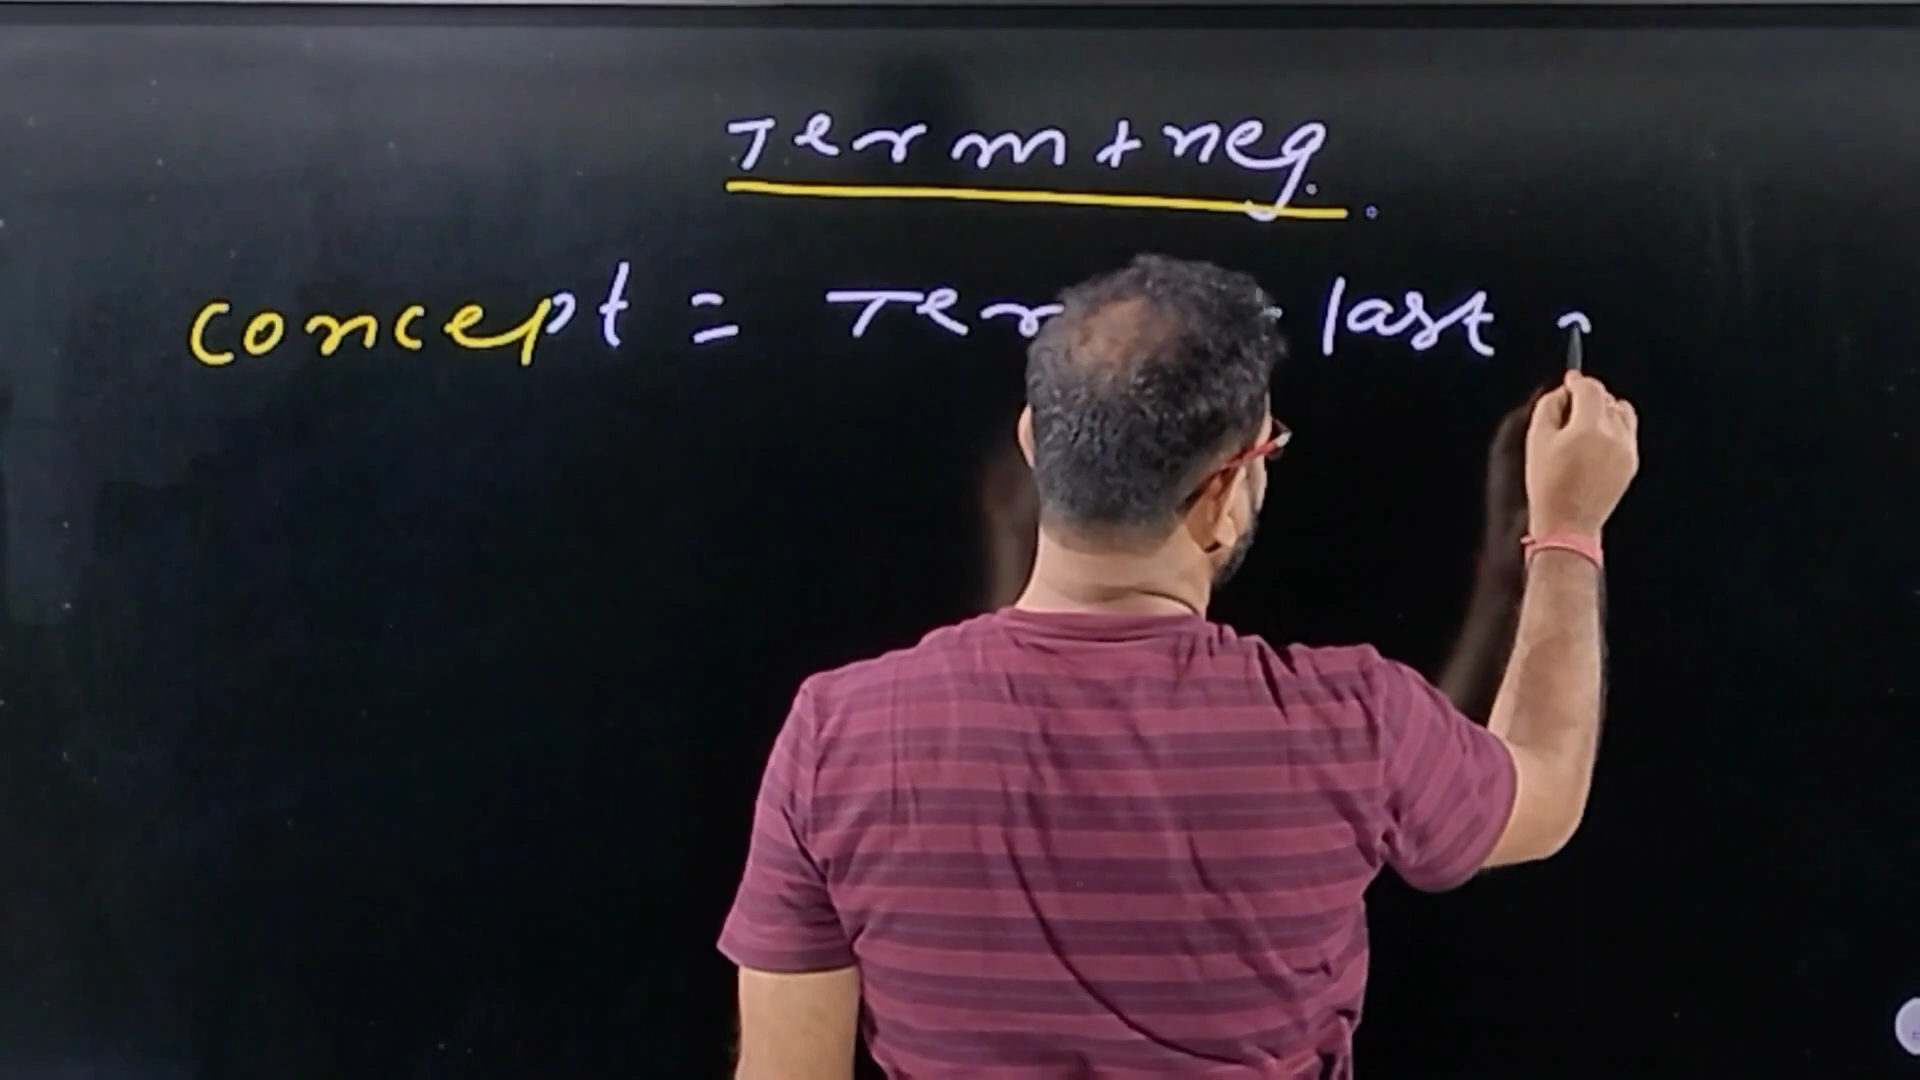 Term + neg.
concept = Ter last